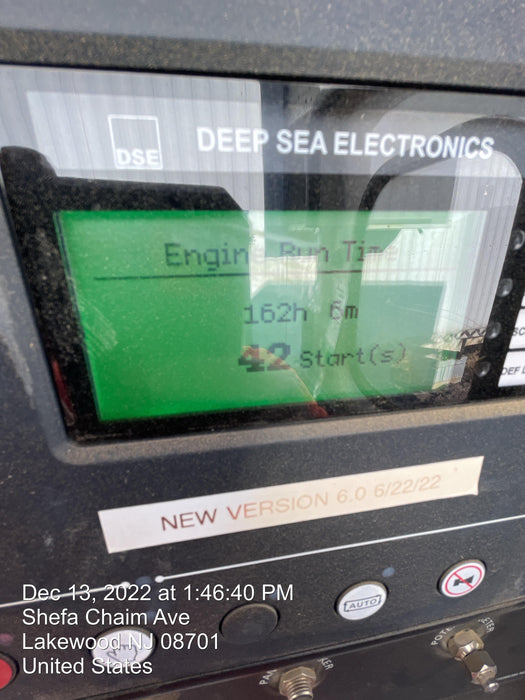 DSE DEEP SEA ELECTRONICS
Engine Run Time
162h 6m
42 Start(s)
DEF L
NEW VERSION 6.0 6/22/22
AUTO
Dec 13, 2022 at 1:46:40 PM
Shefa Chaim Ave
Lakewood NJ 08701
United States